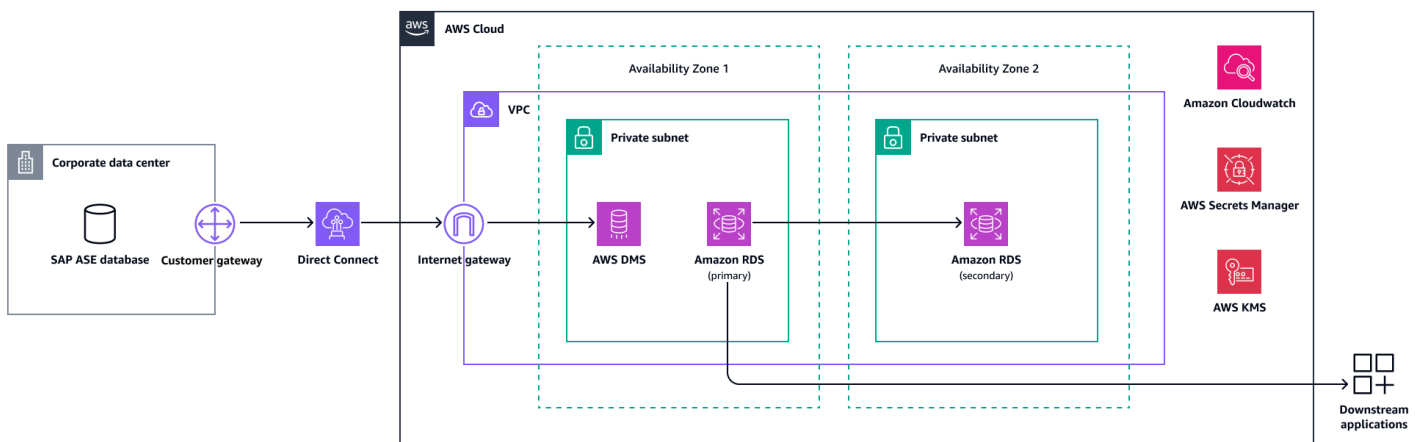 aws
AWS Cloud
Availability Zone 1
Availability Zone 2
Amazon Cloudwatch
VPC
Private subnet
Private subnet
Corporate data center
AWS Secrets Manager
SAP ASE database
Customer gateway
Direct Connect
Internet gateway
AWS DMS
Amazon RDS
(primary)
Amazon RDS
(secondary)
AWS KMS
Downstream
applications